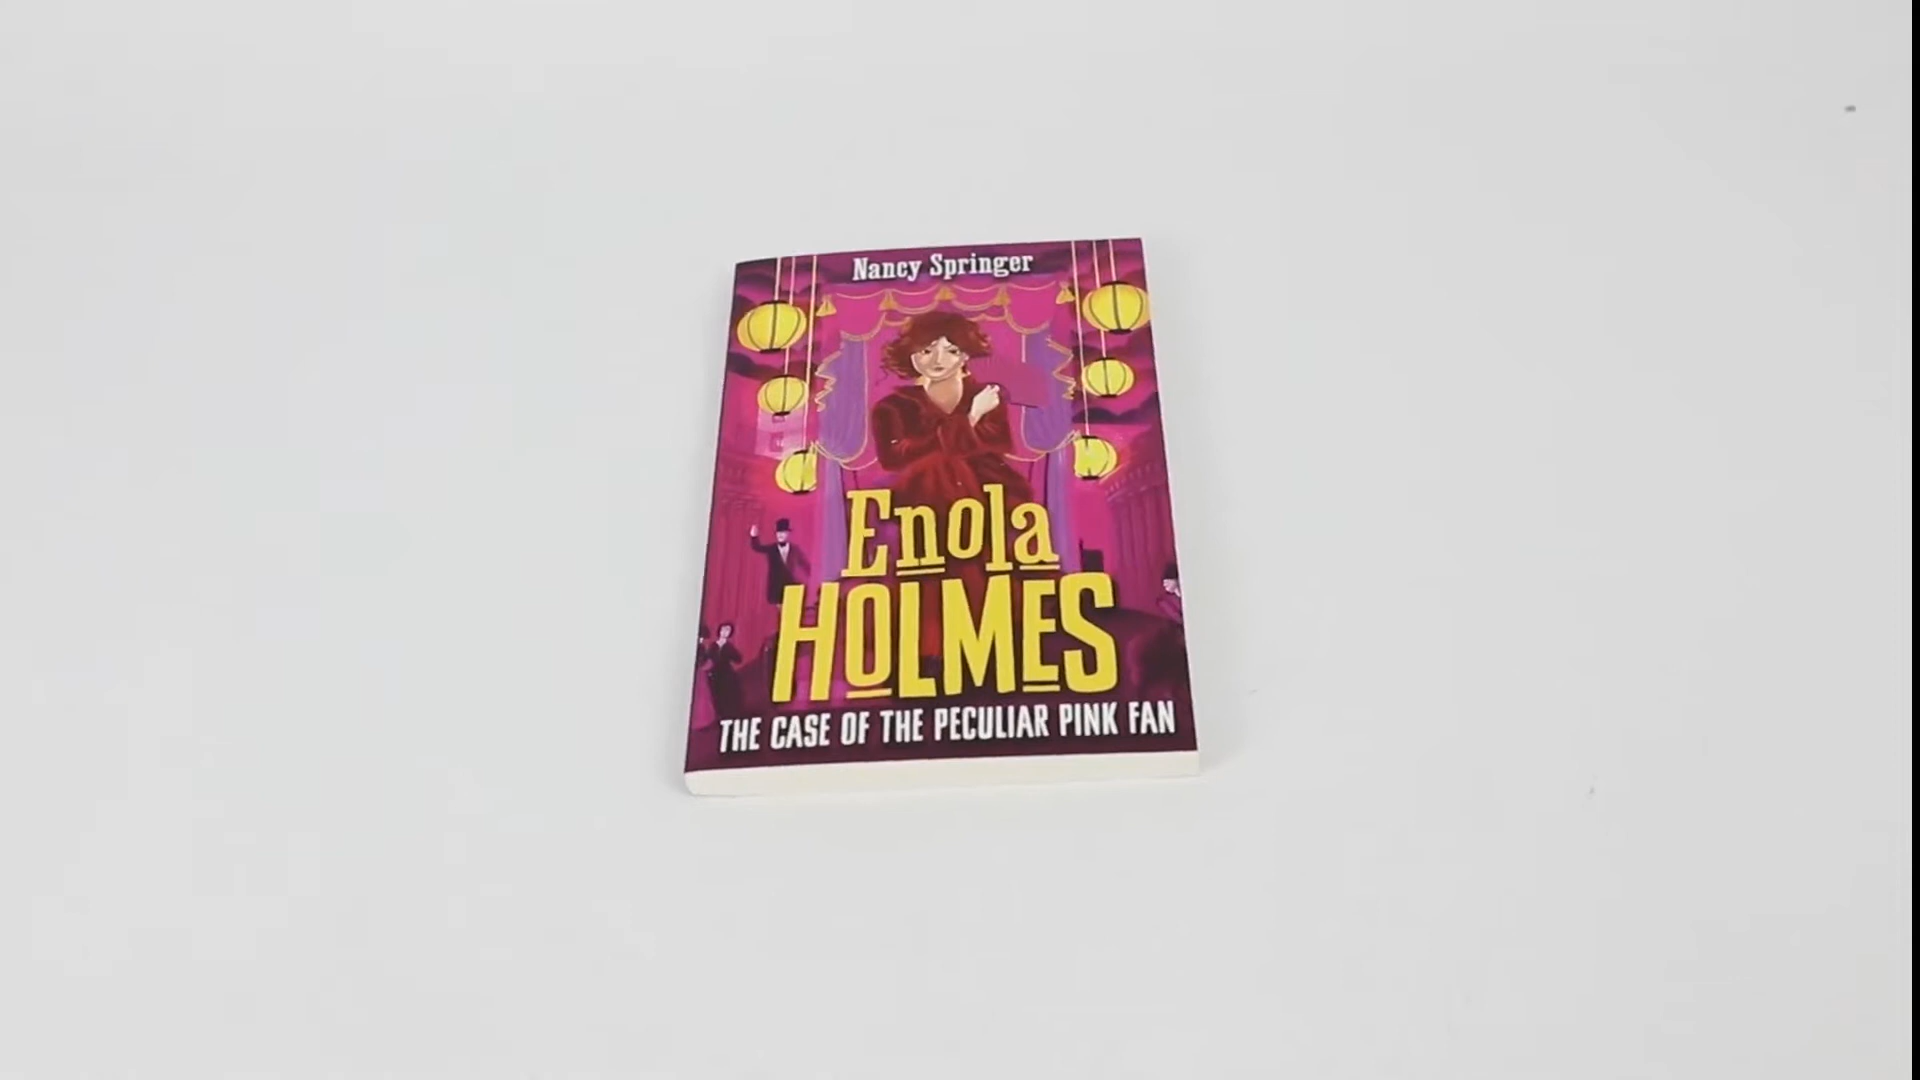 Nancy Springer
Enola
HOLMES
THE CASE OF THE PECULIAR PINK FAN